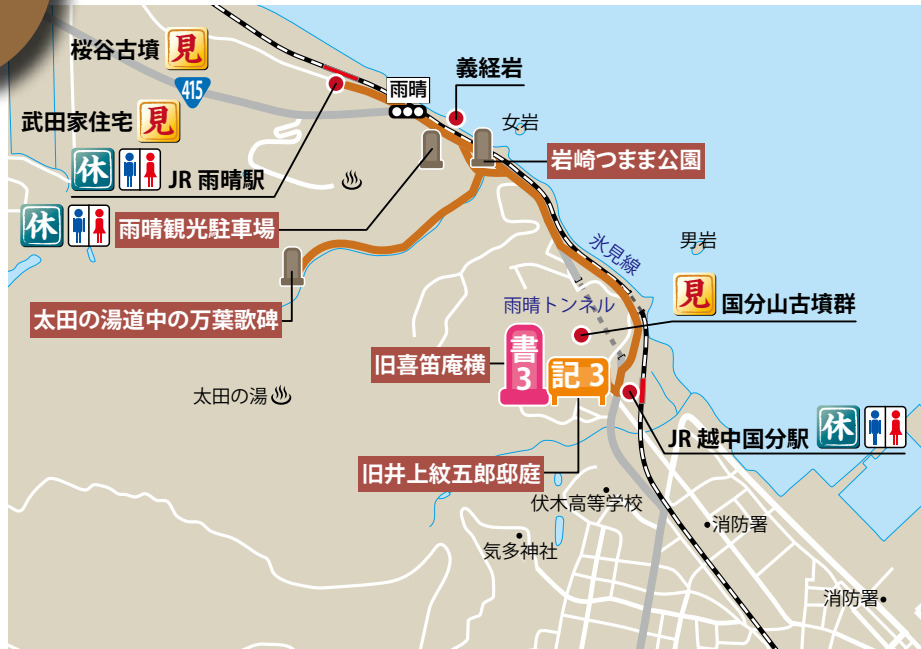 桜谷古墳 見
415
武田家住宅 見
休 JR 雨晴駅
休 雨晴観光駐車場
太田の湯道中の万葉歌碑
太田の湯
雨晴
義経岩
女岩
岩崎つまま公園
氷見線
男岩
雨晴トンネル
見 国分山古墳群
旧喜笛庵横
書
3
記 3
旧井上紋五郎邸庭
JR 越中国分駅 休
伏木高等学校
気多神社
消防署
消防署